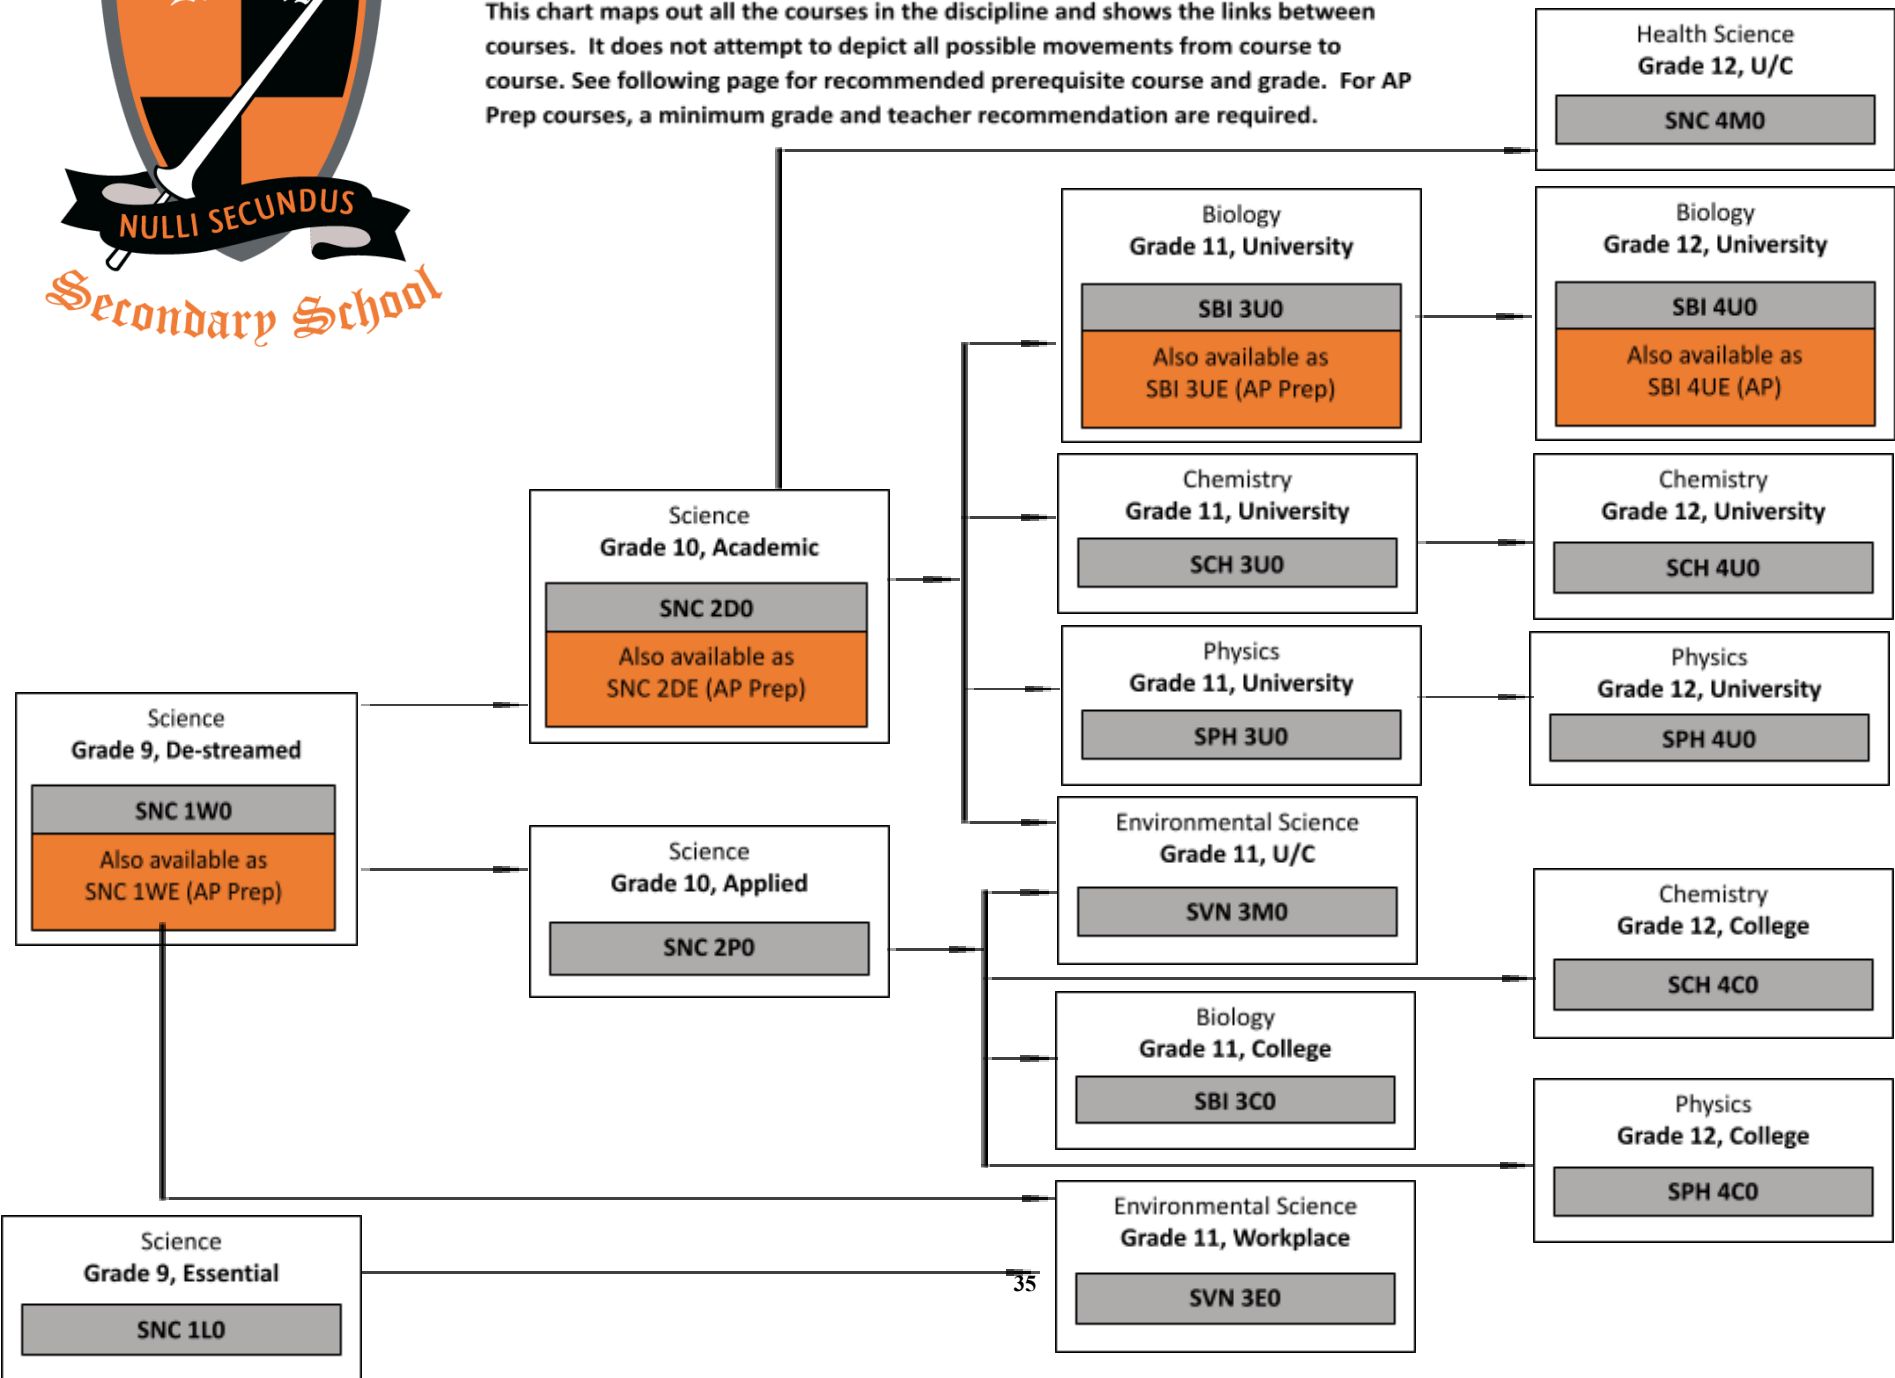 This chart maps out all the courses in the discipline and shows the links between
courses.  It does not attempt to depict all possible movements from course to
course. See following page for recommended prerequisite course and grade.  For AP
Prep courses, a minimum grade and teacher recommendation are required.
NULLI SECUNDUS
Secondary School
Health Science
Grade 12, U/C
SNC 4M0
Biology
Grade 11, University
SBI 3U0
Also available as
SBI 3UE (AP Prep)
Biology
Grade 12, University
SBI 4U0
Also available as
SBI 4UE (AP)
Chemistry
Grade 11, University
SCH 3U0
Chemistry
Grade 12, University
SCH 4U0
Science
Grade 10, Academic
SNC 2D0
Also available as
SNC 2DE (AP Prep)
Physics
Grade 11, University
SPH 3U0
Physics
Grade 12, University
SPH 4U0
Science
Grade 9, De-streamed
SNC 1W0
Also available as
SNC 1WE (AP Prep)
Science
Grade 10, Applied
SNC 2P0
Environmental Science
Grade 11, U/C
SVN 3M0
Chemistry
Grade 12, College
SCH 4C0
Biology
Grade 11, College
SBI 3C0
Physics
Grade 12, College
SPH 4C0
Environmental Science
Grade 11, Workplace
SVN 3E0
Science
Grade 9, Essential
SNC 1L0
35